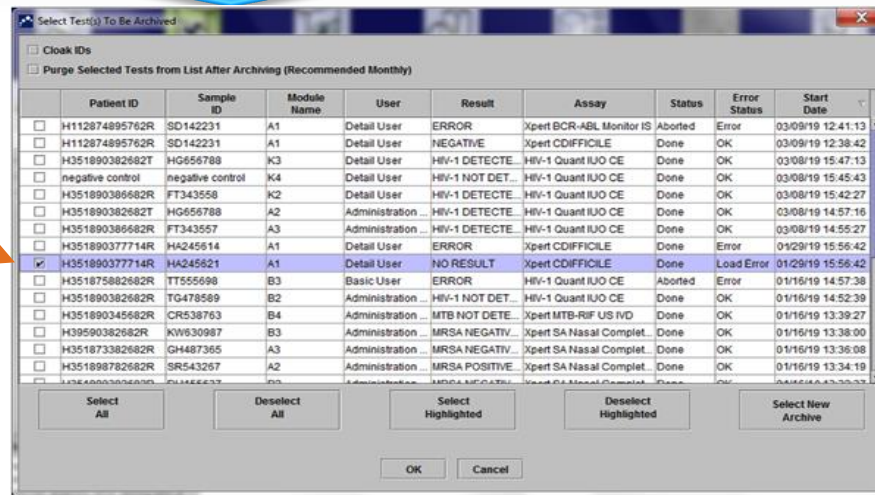 Select Test(s) To Be Archived
Cloak IDs
Purge Selected Tests from List After Archiving (Recommended Monthly)
Patient ID Sample ID Module Name User Result Assay Status Error Status Start Date
H112874895762R SD142231 A1 Detail User ERROR Xpert BCR-ABL Monitor IS Aborted Error 03/09/19 12:41:13
H112874895762R SD142231 A1 Detail User NEGATIVE Xpert CDIFFICILE Done OK 03/09/19 12:38:42
H351890382682T HG656788 K3 Detail User HIV-1 DETECTE... HIV-1 Quant IUO CE Done OK 03/08/19 15:47:13
negative control negative control K4 Detail User HIV-1 NOT DET... HIV-1 Quant IUO CE Done OK 03/08/19 15:45:43
H351890386682R FT343558 K2 Detail User HIV-1 DETECTE... HIV-1 Quant IUO CE Done OK 03/08/19 15:42:27
H351890382682T HG656788 A2 Administration ... HIV-1 DETECTE... HIV-1 Quant IUO CE Done OK 03/08/19 14:57:16
H351890386682R FT343557 A3 Administration ... HIV-1 DETECTE... HIV-1 Quant IUO CE Done OK 03/08/19 14:55:27
H351890377714R HA245614 A1 Detail User ERROR Xpert CDIFFICILE Done Error 01/29/19 15:56:42
H351890377714R HA245621 A1 Detail User NO RESULT Xpert CDIFFICILE Done Load Error 01/29/19 15:56:42
H351875882682R TT555698 B3 Basic User ERROR HIV-1 Quant IUO CE Aborted Error 01/16/19 14:57:38
H351890382682R TG478589 B2 Administration ... HIV-1 NOT DET... HIV-1 Quant IUO CE Done OK 01/16/19 14:52:39
H351890345682R CR538763 B4 Administration ... MTB NOT DETE... Xpert MTB-RIF US IVD Done OK 01/16/19 13:39:27
H39590382682R KW630987 B3 Administration ... MRSA NEGATIV... Xpert SA Nasal Complet... Done OK 01/16/19 13:38:00
H351873382682R GH487365 A3 Administration ... MRSA NEGATIV... Xpert SA Nasal Complet... Done OK 01/16/19 13:36:08
H351898782682R SR543267 A2 Administration ... MRSA POSITIVE... Xpert SA Nasal Complet... Done OK 01/16/19 13:34:19
Select All Deselect All Select Highlighted Deselect Highlighted Select New Archive
OK Cancel